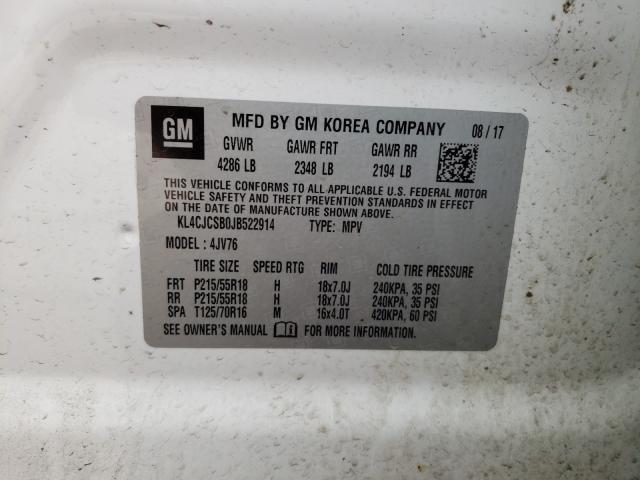 GM
MFD BY GM KOREA COMPANY 08/17
GVWR GAWR FRT GAWR RR
4286 LB 2348 LB 2194 LB
THIS VEHICLE CONFORMS TO ALL APPLICABLE U.S. FEDERAL MOTOR
VEHICLE SAFETY AND THEFT PREVENTION STANDARDS IN EFFECT
ON THE DATE OF MANUFACTURE SHOWN ABOVE.
KL4CJCSB0JB522914 TYPE: MPV
MODEL: 4JV76
TIRE SIZE SPEED RTG RIM COLD TIRE PRESSURE
FRT P215/55R18 H 18x7.0J 240KPA, 35 PSI
RR P215/55R18 H 18x7.0J 240KPA, 35 PSI
SPA T125/70R16 M 16x4.0T 420KPA, 60 PSI
SEE OWNER'S MANUAL FOR MORE INFORMATION.